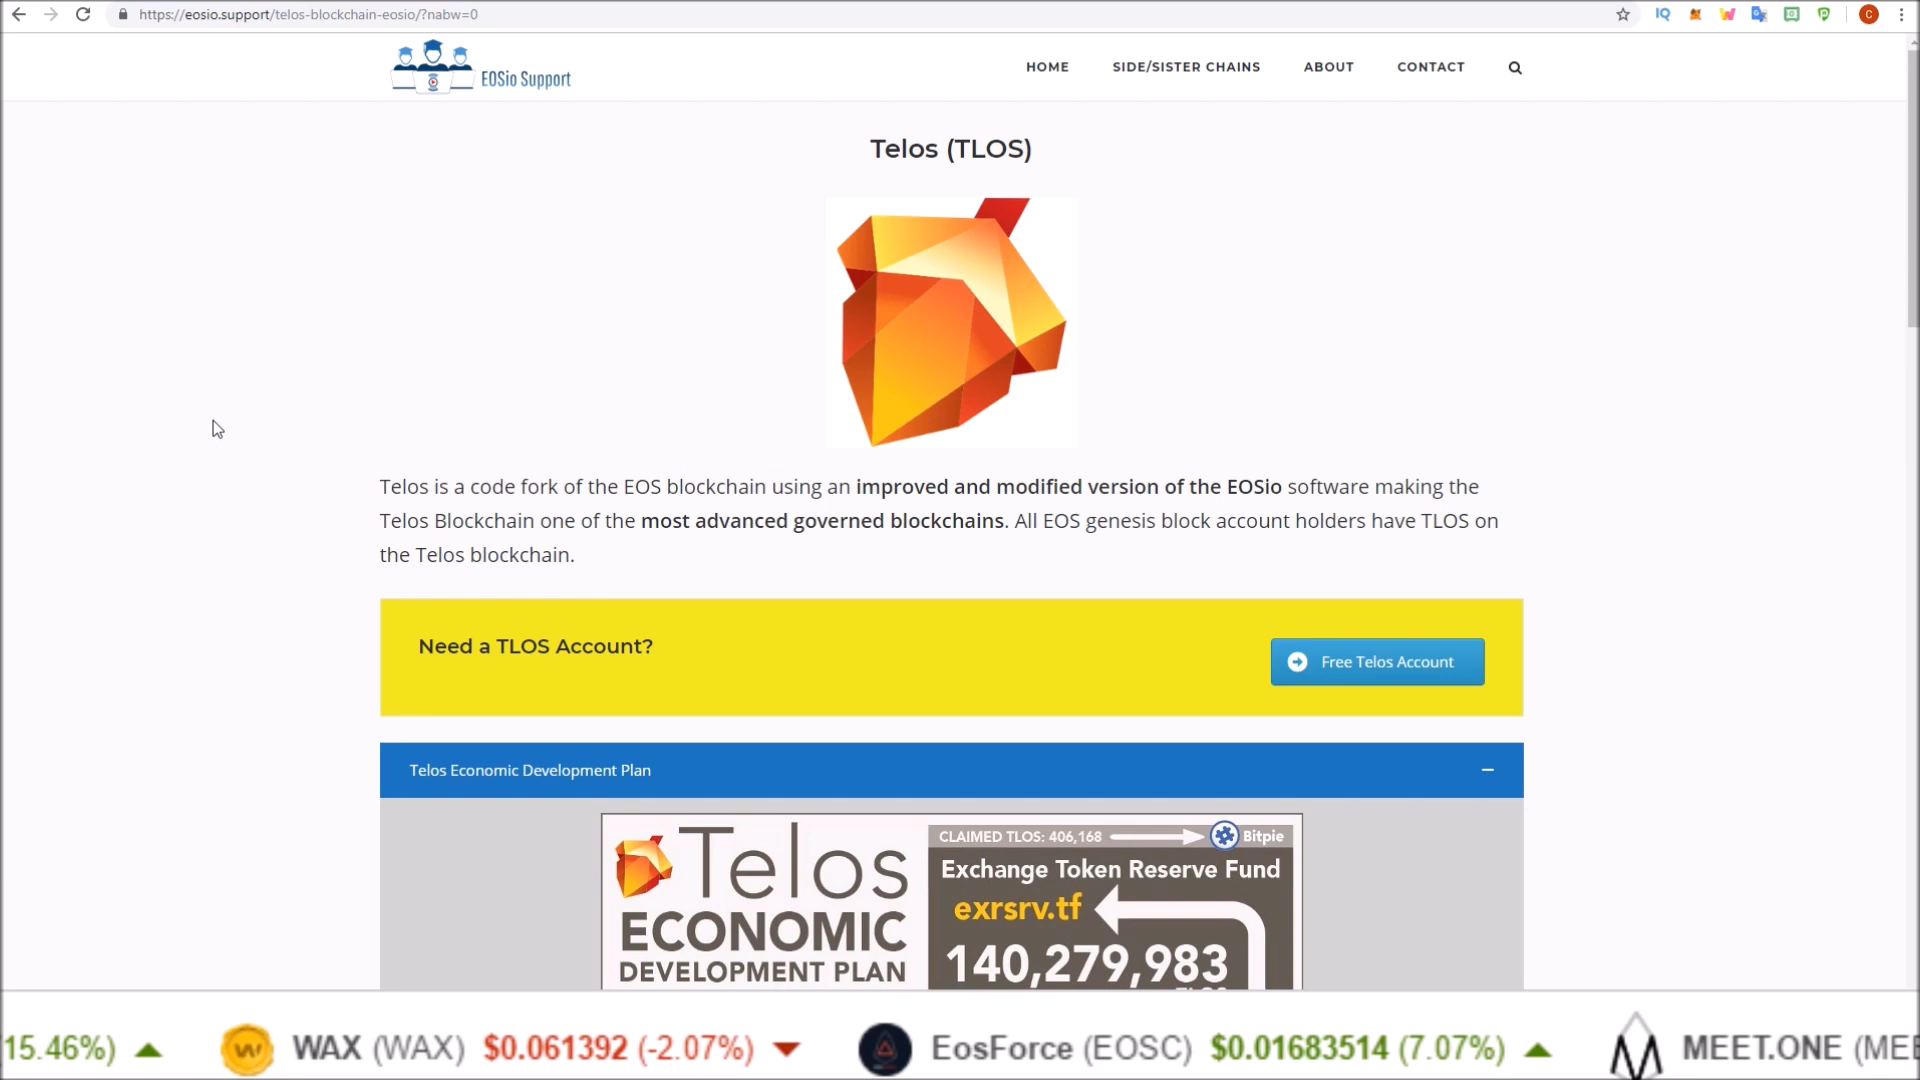 https://eosio.support/telos-blockchain-eosio/?nabw=0
EOSio Support
HOME
SIDE/SISTER CHAINS
ABOUT
CONTACT
Telos (TLOS)
Telos is a code fork of the EOS blockchain using an improved and modified version of the EOSio software making the
Telos Blockchain one of the most advanced governed blockchains. All EOS genesis block account holders have TLOS on
the Telos blockchain.
Need a TLOS Account?
Free Telos Account
Telos Economic Development Plan
Telos
ECONOMIC
DEVELOPMENT PLAN
CLAIMED TLOS: 406,168
Bitpie
Exchange Token Reserve Fund
exrsrv.tf
140,279,983
15.46%) WAX (WAX) $0.061392 (-2.07%) EosForce (EOSC) $0.01683514 (7.07%) MEET.ONE